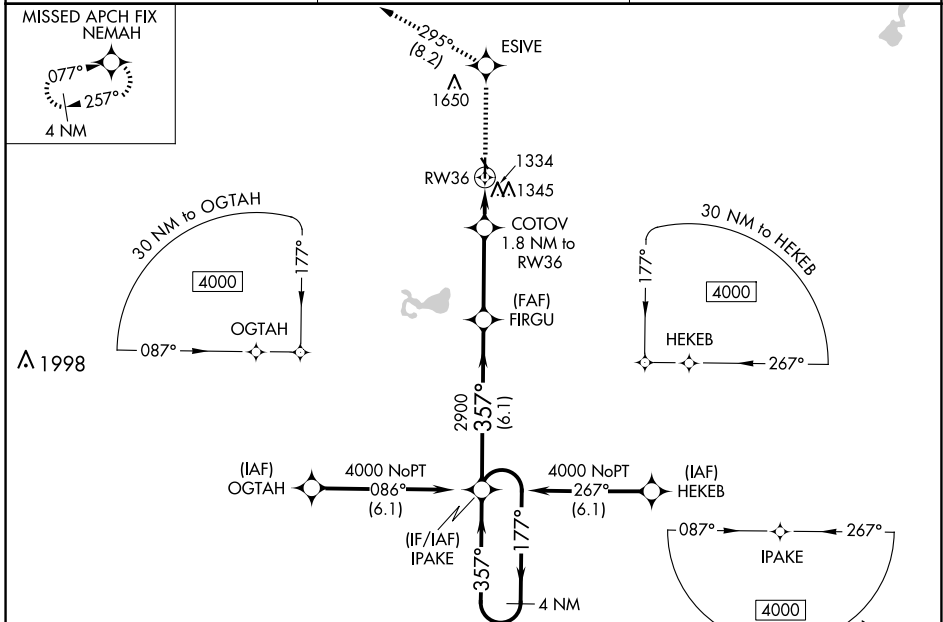 MISSED APCH FIX
NEMAH
077°
257°
4 NM
295°
(8.2)
ESIVE
1650
RW36
1334
1345
COTOV
1.8 NM to
RW36
30 NM to OGTAH
4000
177°
OGTAH
087°
1998
30 NM to HEKEB
4000
177°
HEKEB
267°
(FAF)
FIRGU
2900
357°
(6.1)
(IAF)
OGTAH
4000 NoPT
086°
(6.1)
4000 NoPT
267°
(6.1)
(IAF)
HEKEB
(IF/IAF)
IPAKE
357°
177°
4 NM
087°
267°
IPAKE
4000